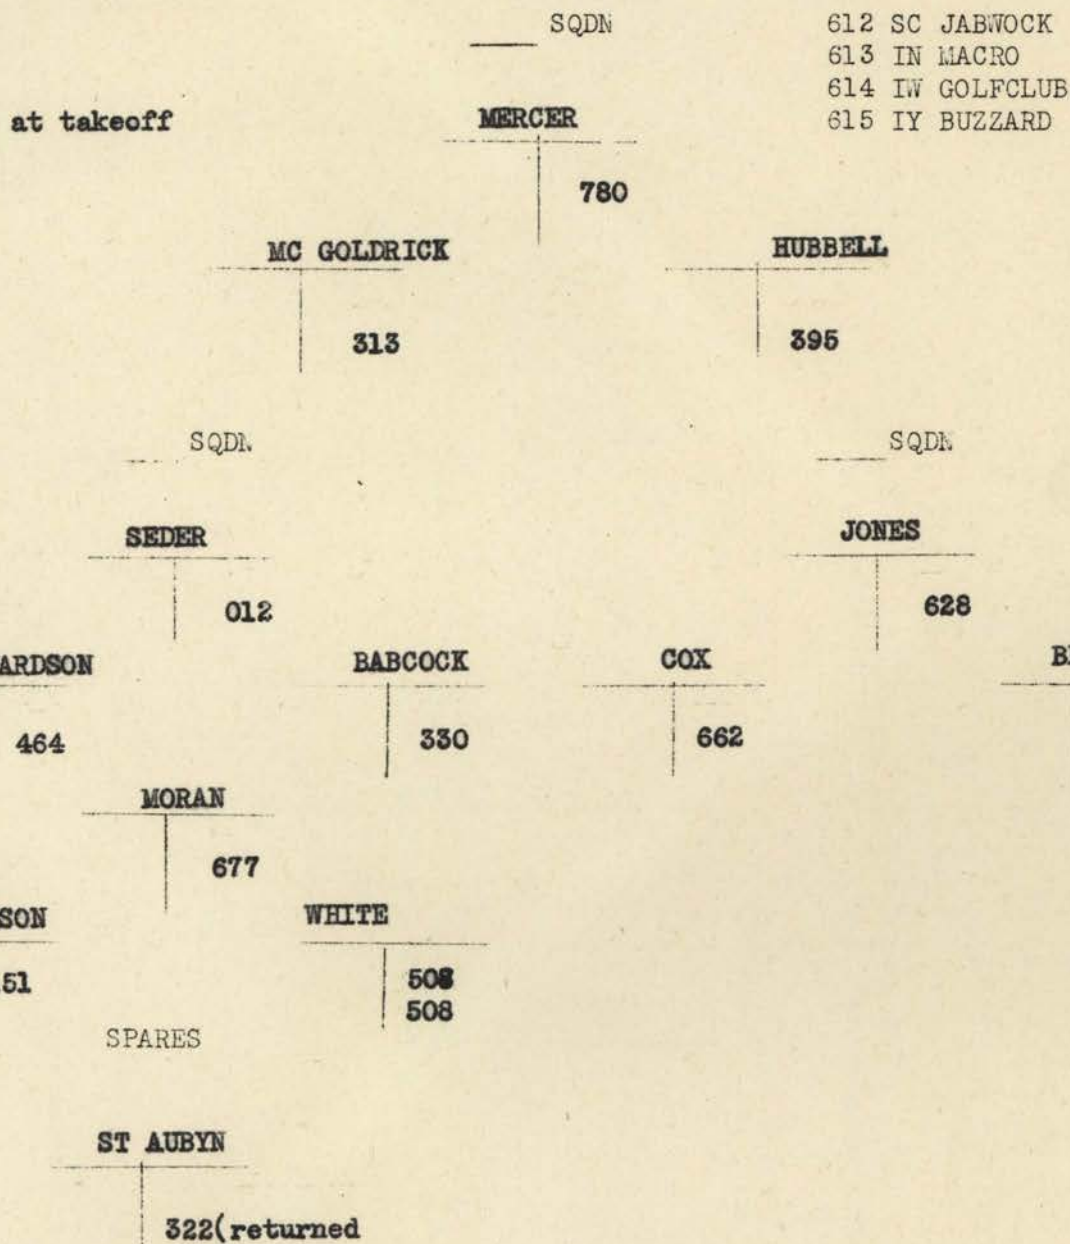 SQDN
612 SC JABWOCK
613 IN MACRO
614 IW GOLFCLUB
615 IY BUZZARD
at takeoff
MERCER
780
MC GOLDRICK
HUBBELL
313
395
SQDN
SQDN
SEDER
JONES
012
628
ARDSON
BABCOCK
COX
464
330
662
MORAN
677
SON
WHITE
51
508
508
SPARES
ST AUBYN
322(returned